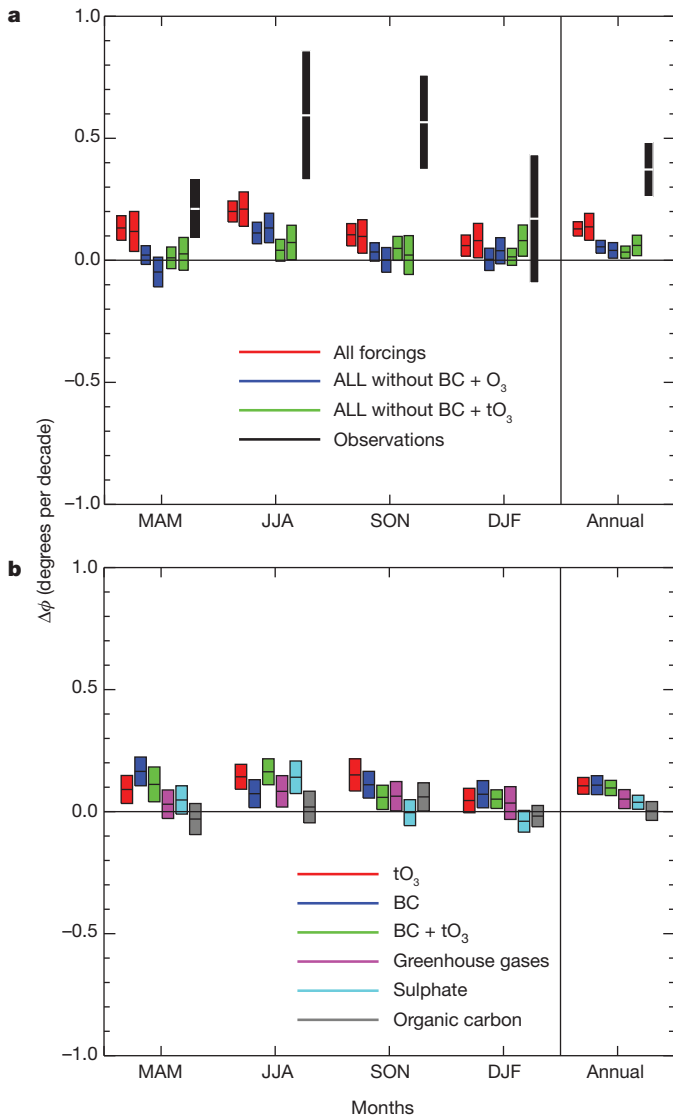 a
1.0
0.5
0.0
−0.5
−1.0
All forcings
ALL without BC + O₃
ALL without BC + tO₃
Observations
MAM JJA SON DJF Annual
Δϕ (degrees per decade)
b
1.0
0.5
0.0
−0.5
−1.0
tO₃
BC
BC + tO₃
Greenhouse gases
Sulphate
Organic carbon
MAM JJA SON DJF Annual
Months